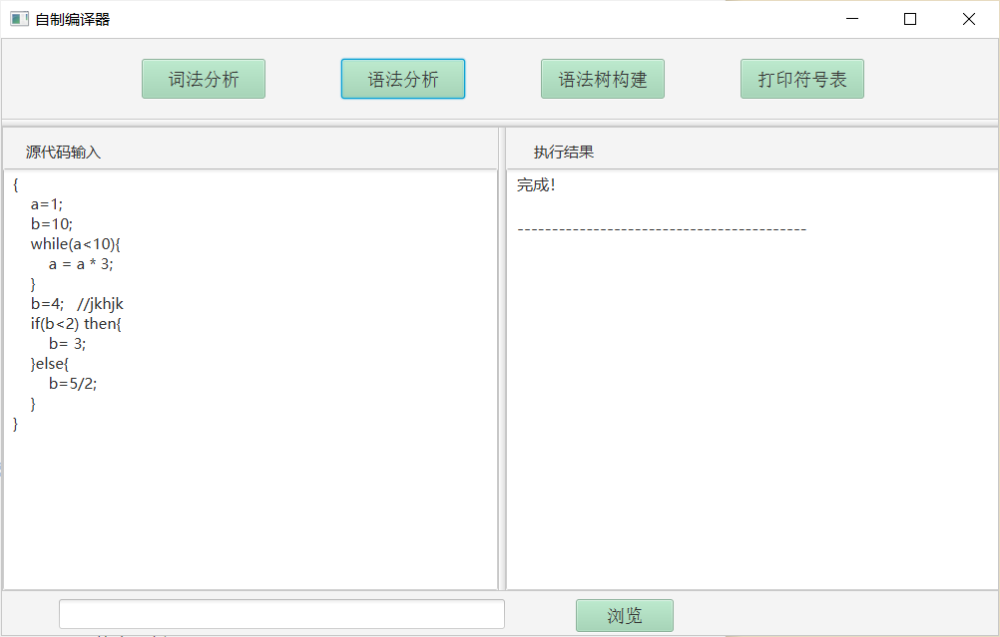 自制编译器
词法分析 语法分析 语法树构建 打印符号表
源代码输入
{
    a=1;
    b=10;
    while(a<10){
        a = a * 3;
    }
    b=4;   //jkhjk
    if(b<2) then{
        b= 3;
    }else{
        b=5/2;
    }
}
执行结果
完成！
------------------------------------------
浏览